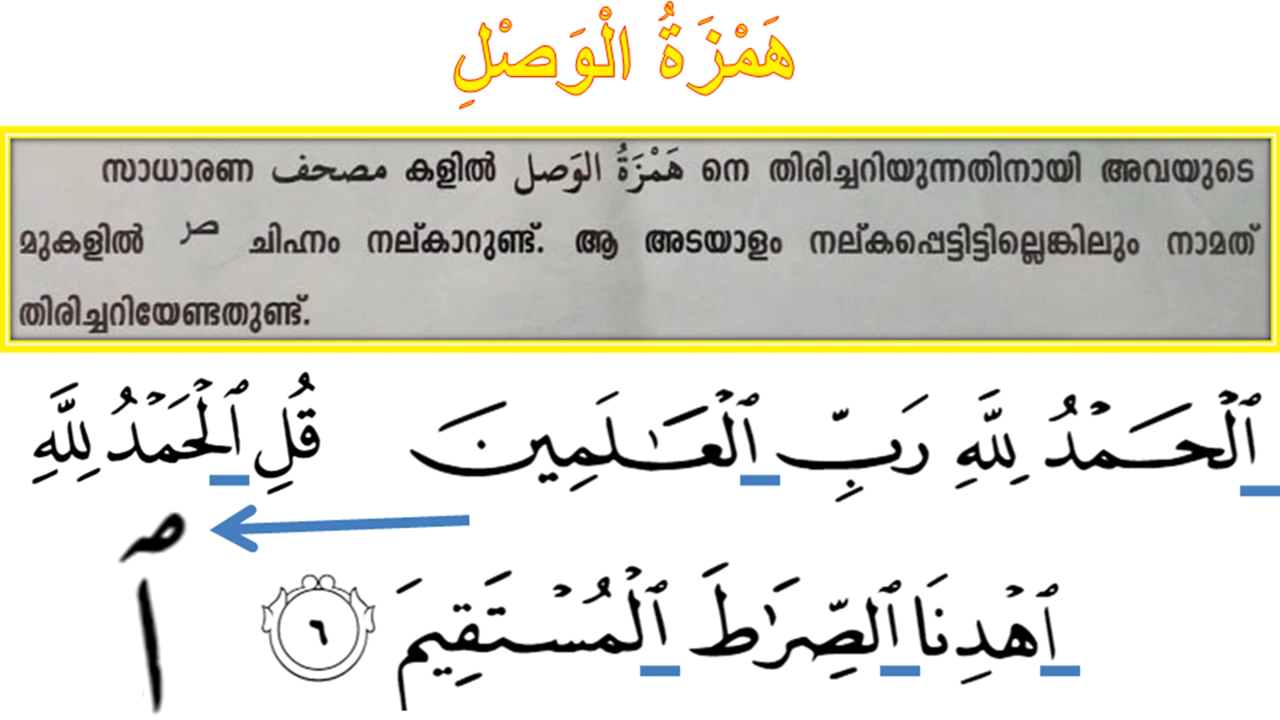 هَمْزَةُ الْوَصْلِ
സാധാരണ مصحف കളിൽ هَمْزَةُ الوَصل നെ തിരിച്ചറിയുന്നതിനായി അവയുടെ
മുകളിൽ صـ ചിഹ്നം നല്കാറുണ്ട്. ആ അടയാളം നല്കപ്പെട്ടിട്ടില്ലെങ്കിലും നാമത്
തിരിച്ചറിയേണ്ടതുണ്ട്.
ٱلْحَمْدُ لِلَّهِ رَبِّ ٱلْعَـٰلَمِينَ قُلِ ٱلْحَمْدُ لِلَّهِ
ٱ
ٱهْدِنَا ٱلصِّرَٰطَ ٱلْمُسْتَقِيمَ ٦